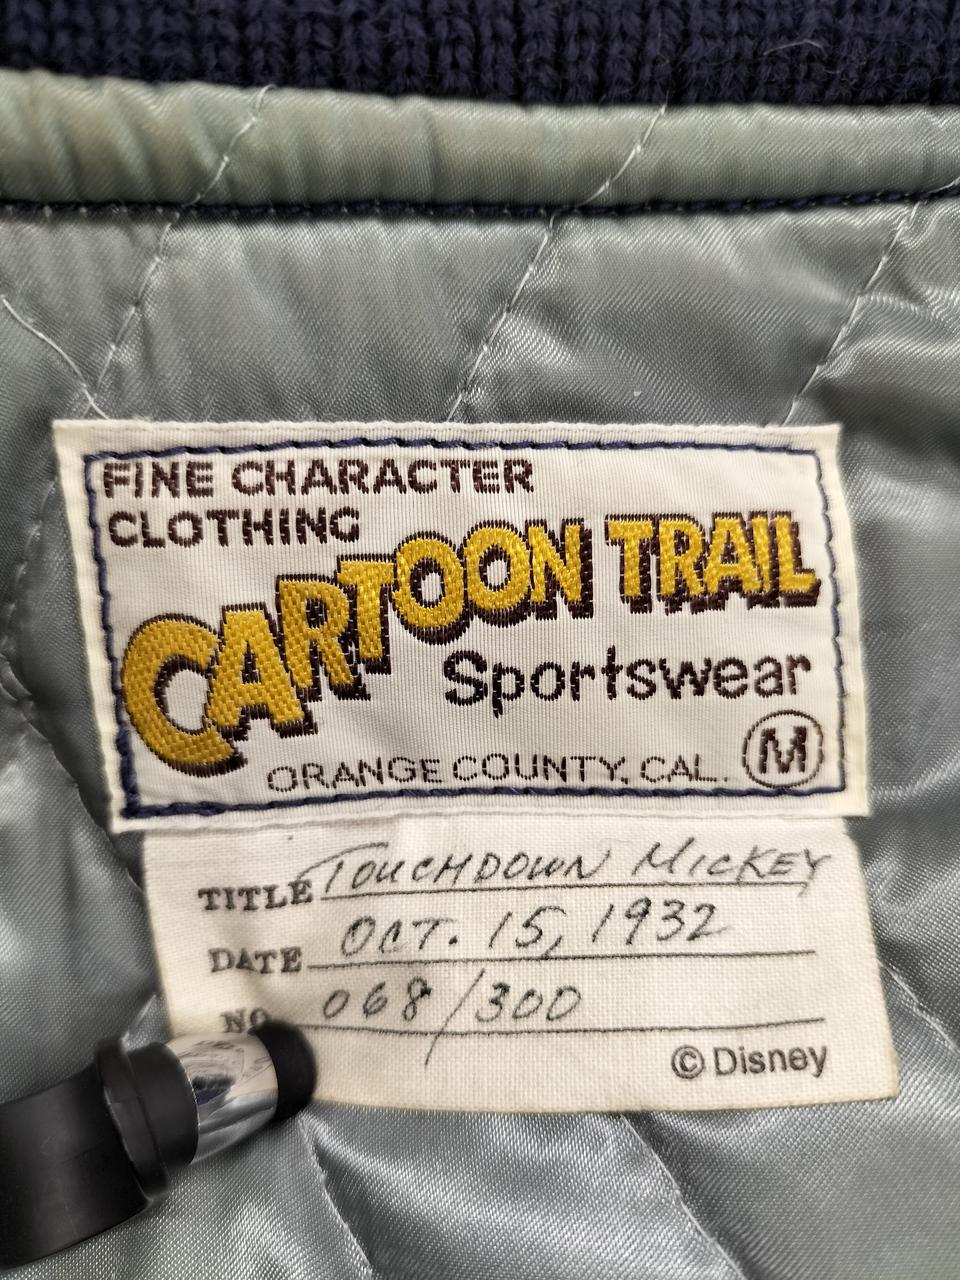 FINE CHARACTER
CLOTHING
CARTOON TRAIL
Sportswear
ORANGE COUNTY, CAL. M
TITLE TOUCHDOWN MICKEY
DATE OCT. 15, 1932
NO. 068/300
© Disney